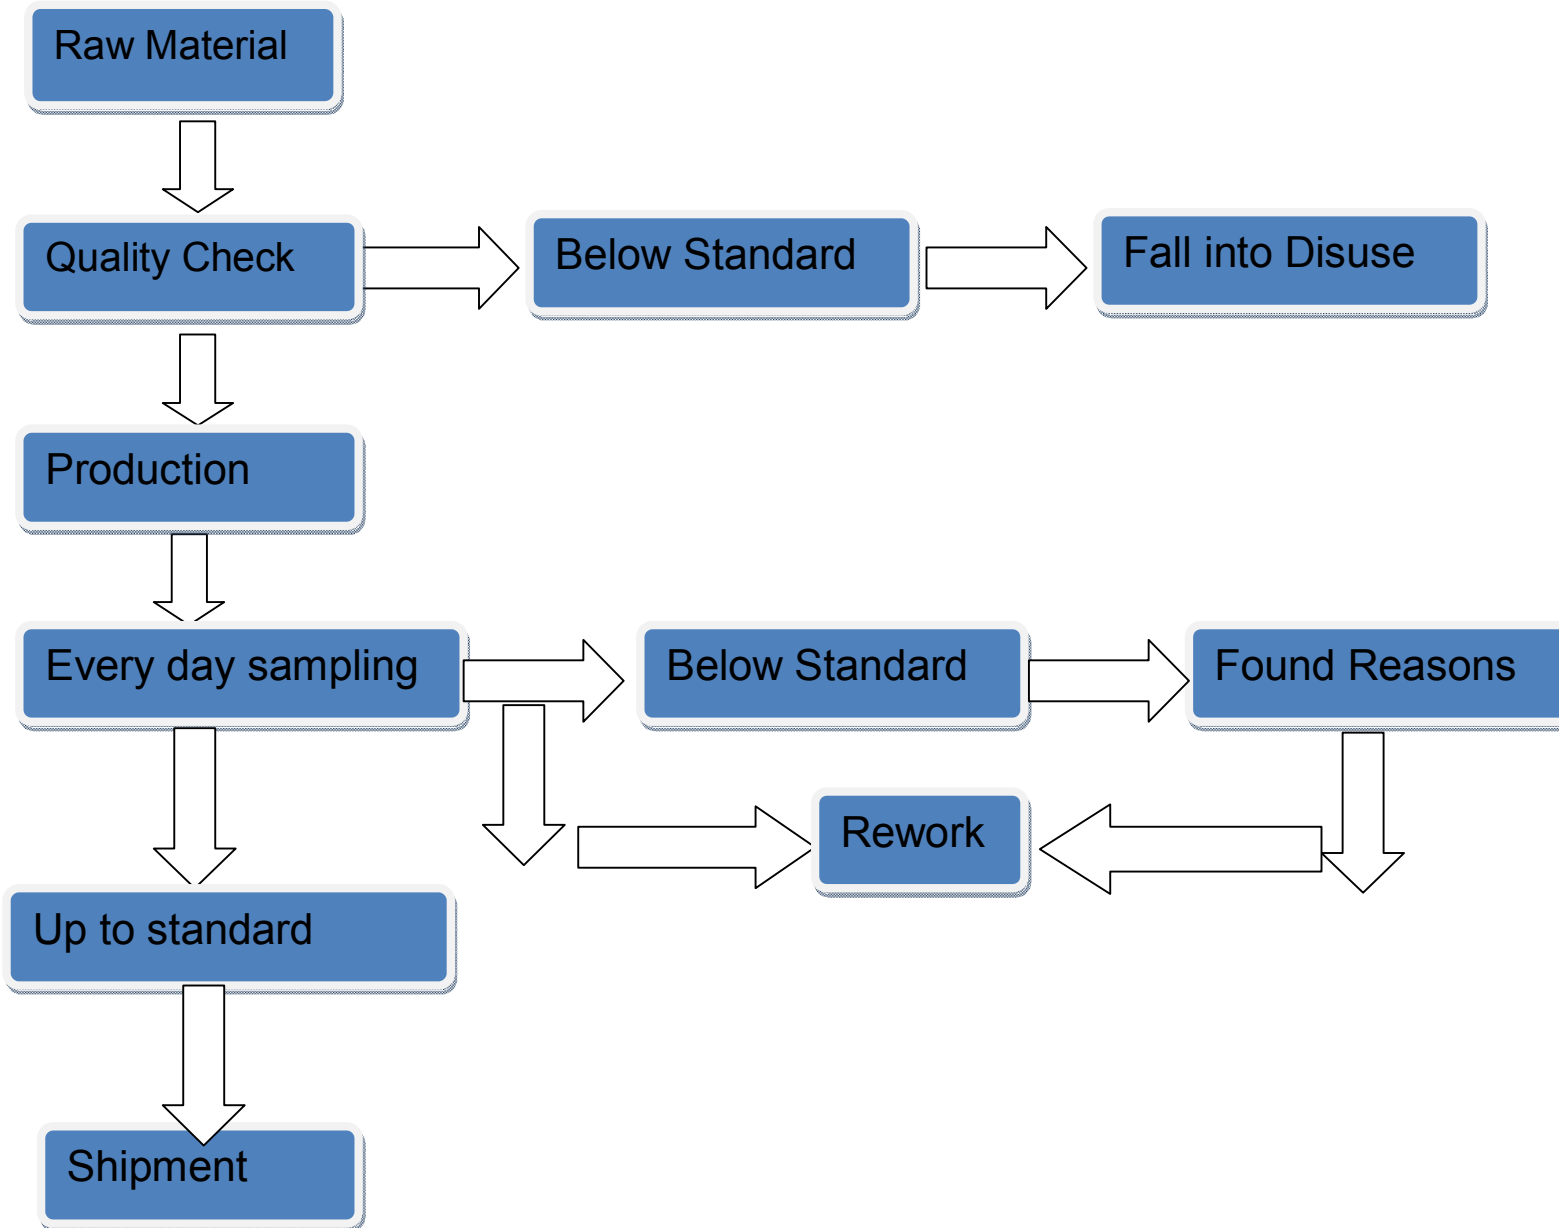 Raw Material
Quality Check
Below Standard
Fall into Disuse
Production
Every day sampling
Below Standard
Found Reasons
Rework
Up to standard
Shipment